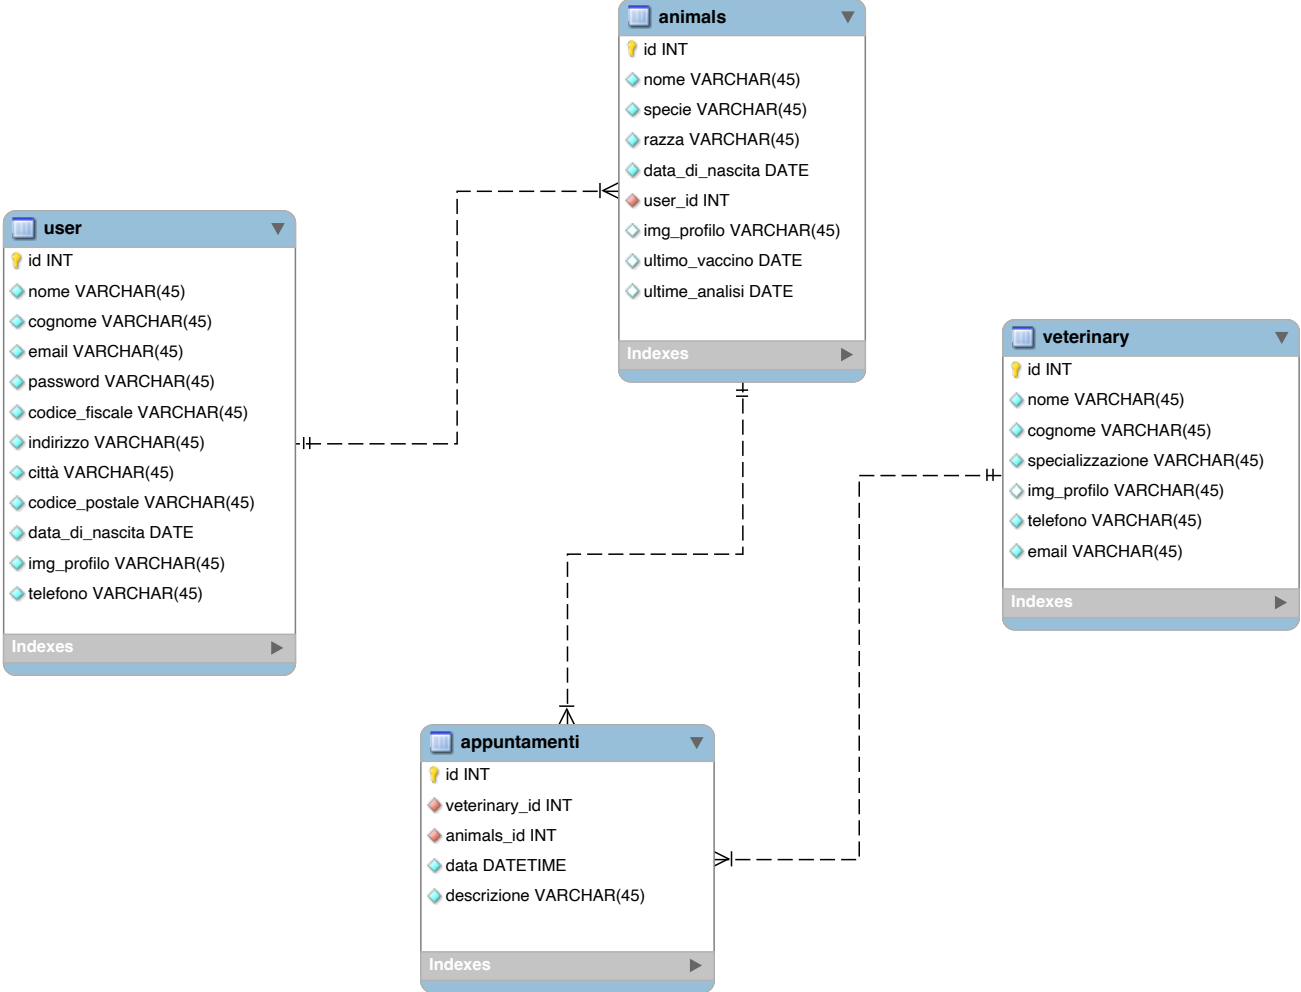 animals
id INT
nome VARCHAR(45)
specie VARCHAR(45)
razza VARCHAR(45)
data_di_nascita DATE
user_id INT
img_profilo VARCHAR(45)
ultimo_vaccino DATE
ultime_analisi DATE
Indexes
user
id INT
nome VARCHAR(45)
cognome VARCHAR(45)
email VARCHAR(45)
password VARCHAR(45)
codice_fiscale VARCHAR(45)
indirizzo VARCHAR(45)
città VARCHAR(45)
codice_postale VARCHAR(45)
data_di_nascita DATE
img_profilo VARCHAR(45)
telefono VARCHAR(45)
Indexes
veterinary
id INT
nome VARCHAR(45)
cognome VARCHAR(45)
specializzazione VARCHAR(45)
img_profilo VARCHAR(45)
telefono VARCHAR(45)
email VARCHAR(45)
Indexes
appuntamenti
id INT
veterinary_id INT
animals_id INT
data DATETIME
descrizione VARCHAR(45)
Indexes